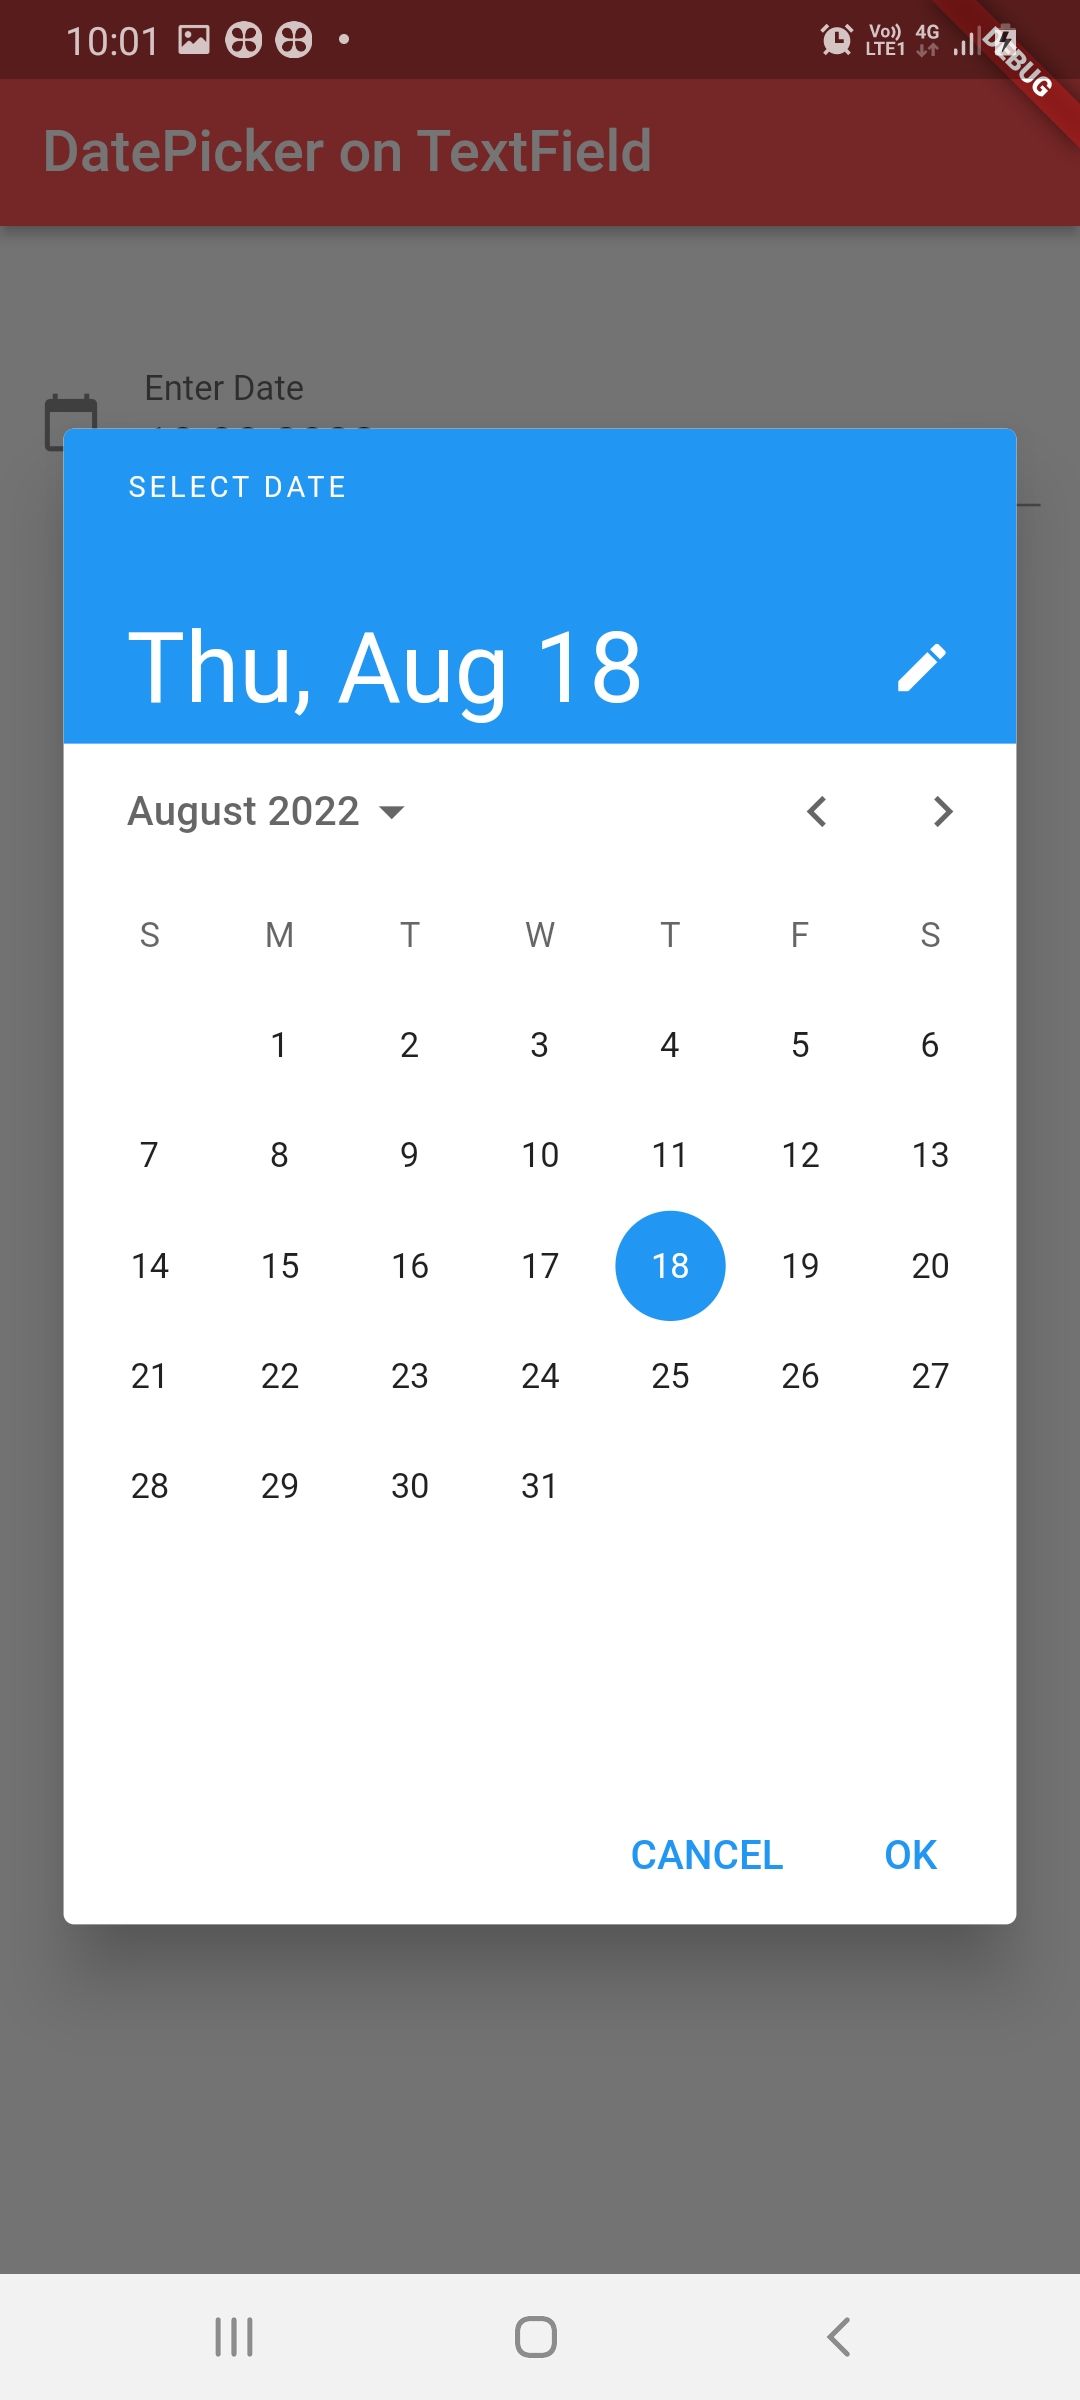 10:01
Vo)) LTE1 4G
DEBUG
DatePicker on TextField
Enter Date
SELECT DATE
Thu, Aug 18
August 2022
S M T W T F S
1 2 3 4 5 6
7 8 9 10 11 12 13
14 15 16 17 18 19 20
21 22 23 24 25 26 27
28 29 30 31
CANCEL OK